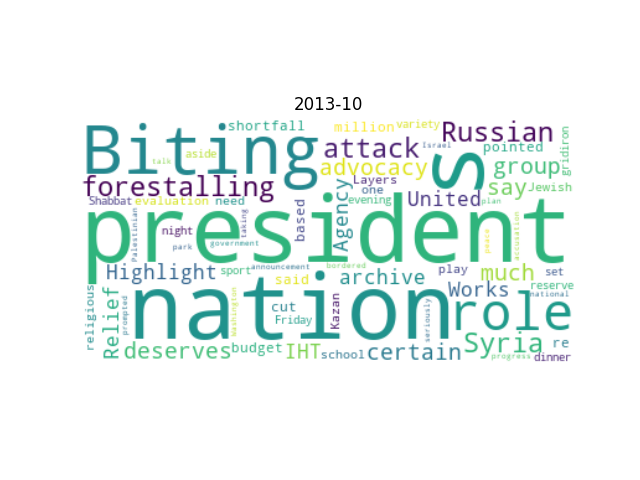 2013-10
Biting shortfall million variety Russian gridiron
s
aside talk attack Israel pointed
forestalling advocacy Layers group
Shabbat evaluation need one United say Jewish
president
Palestinian night park government taking based Agency evening plan peace accusation
Highlight sport announcement said bordered archive play much set reserve
nation Works role national
religious Relief prompted washington cut Friday Kazan seriously
deserves budget IHT school certain Syria re
progress dinner